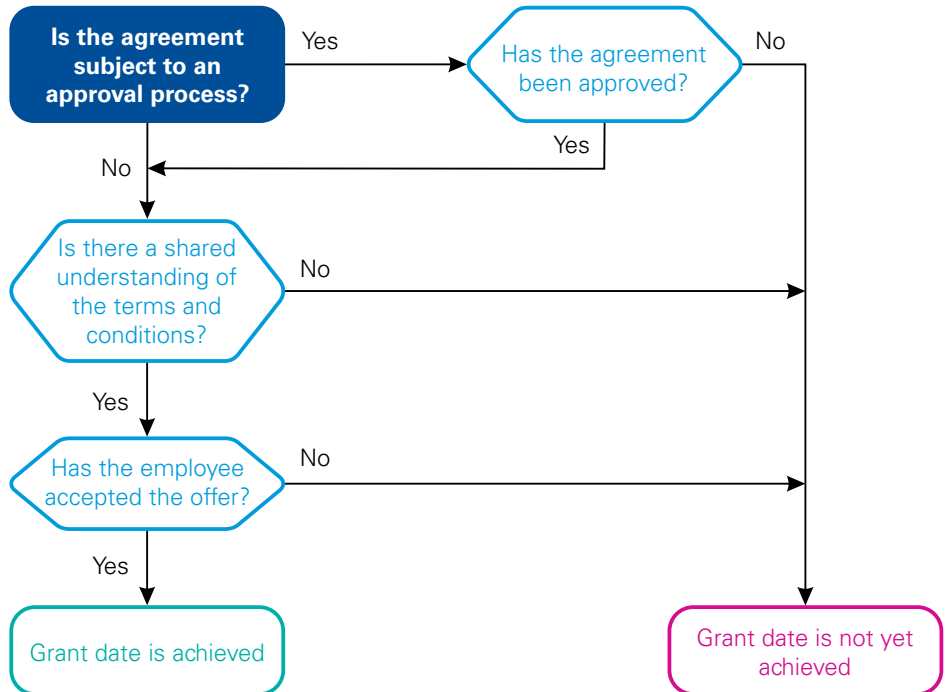 Is the agreement
subject to an
approval process?
Yes
Has the agreement
been approved?
No
Yes
No
Is there a shared
understanding of
the terms and
conditions?
No
Yes
Has the employee
accepted the offer?
No
Yes
Grant date is achieved
Grant date is not yet
achieved